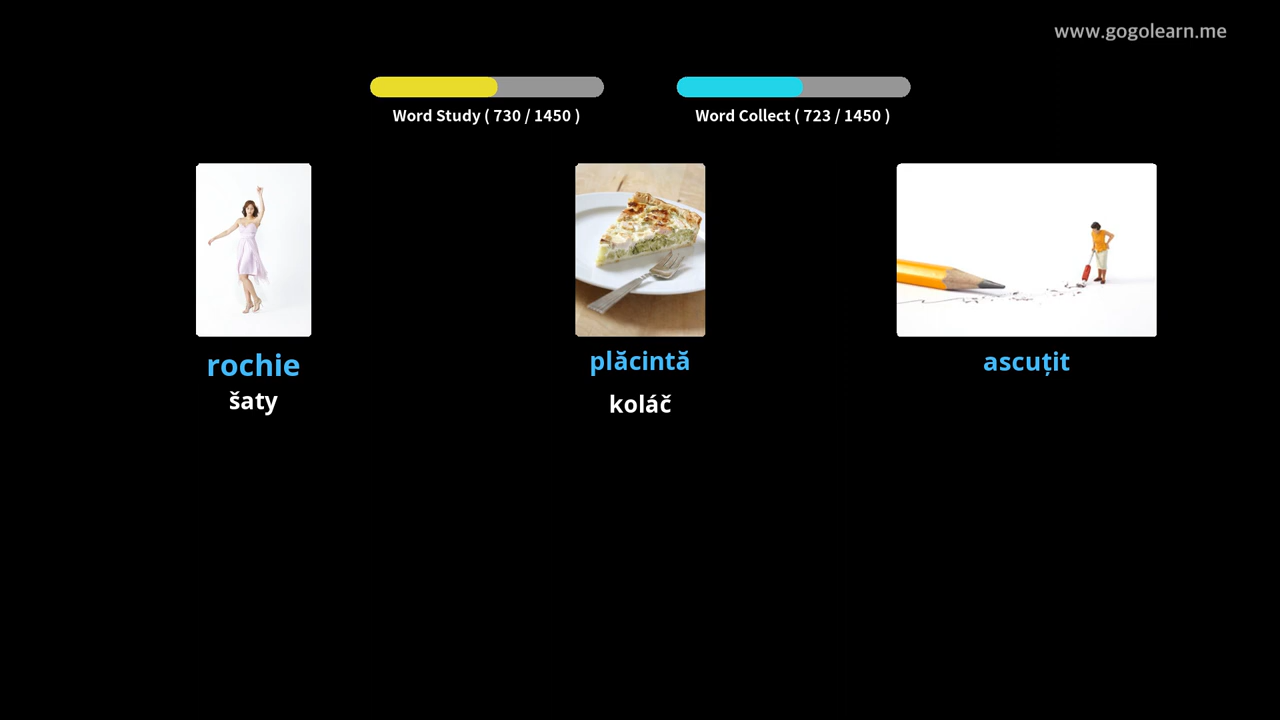 www.gogolearn.me
Word Study ( 730 / 1450 )
Word Collect ( 723 / 1450 )
rochie
šaty
plăcintă
koláč
ascuțit